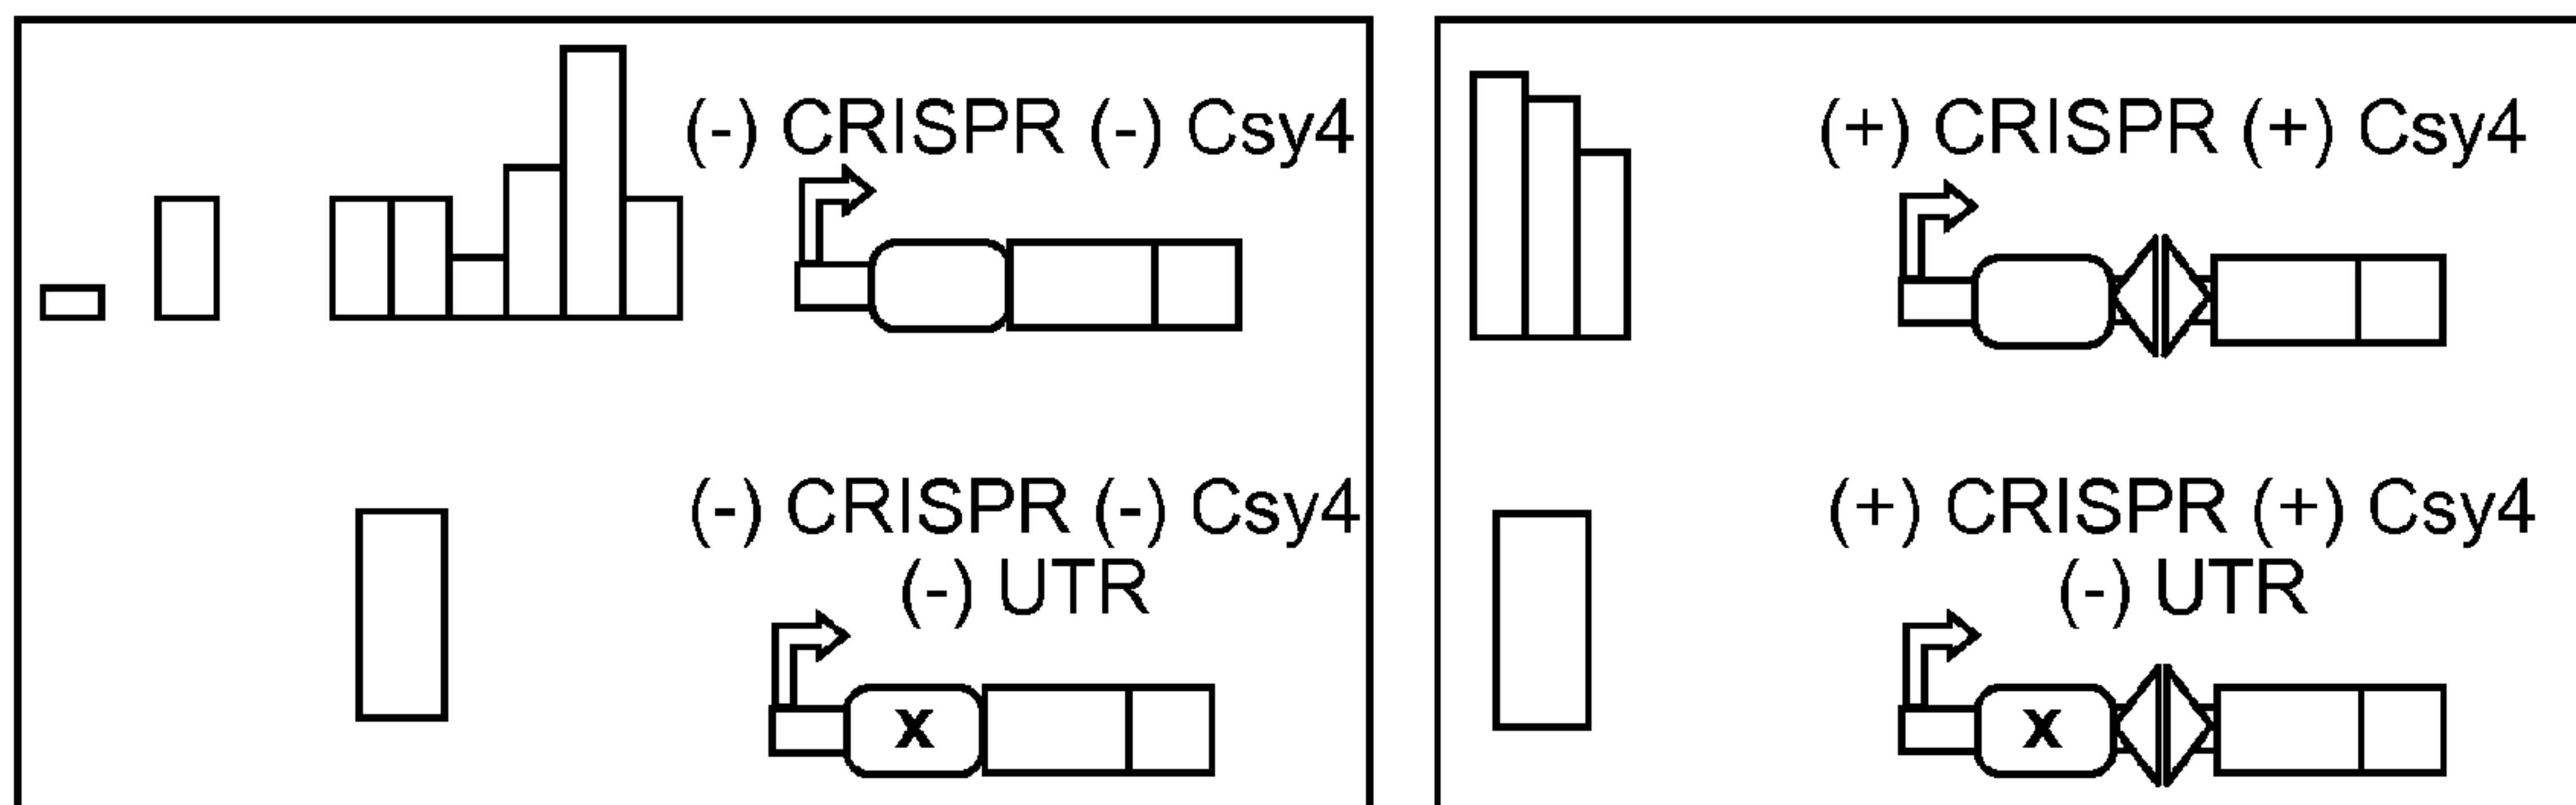 (-) CRISPR (-) Csy4
(+) CRISPR (+) Csy4
(-) CRISPR (-) Csy4
(-) UTR
x
(+) CRISPR (+) Csy4
(-) UTR
x